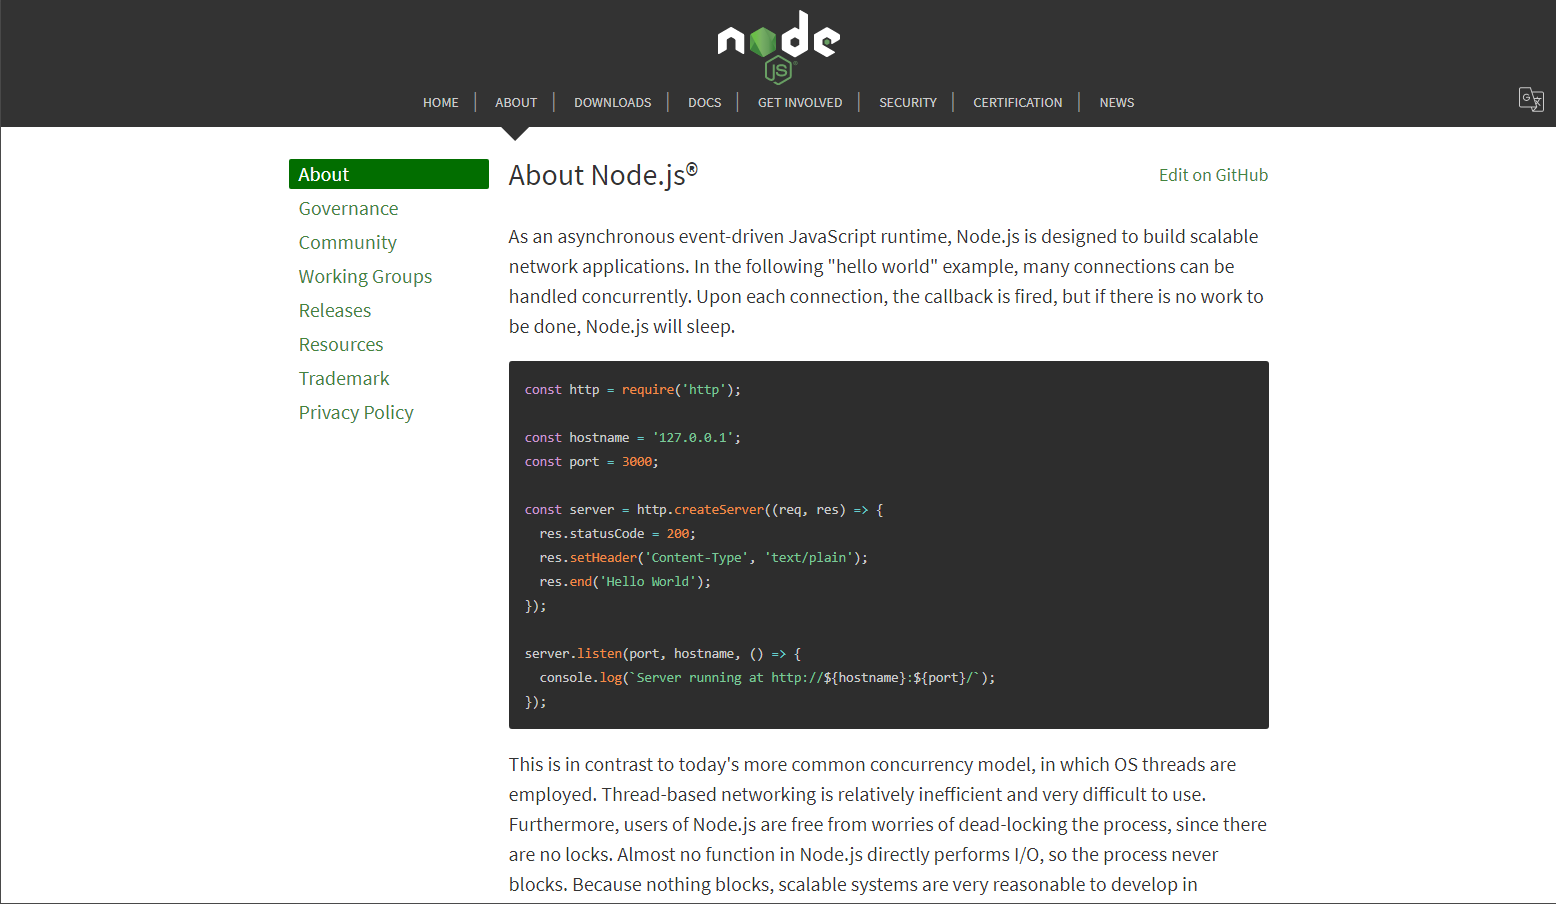 node
JS
HOME ABOUT DOWNLOADS DOCS GET INVOLVED SECURITY CERTIFICATION NEWS
About
Governance
Community
Working Groups
Releases
Resources
Trademark
Privacy Policy
About Node.js®
Edit on GitHub
As an asynchronous event-driven JavaScript runtime, Node.js is designed to build scalable
network applications. In the following "hello world" example, many connections can be
handled concurrently. Upon each connection, the callback is fired, but if there is no work to
be done, Node.js will sleep.
const http = require('http');
const hostname = '127.0.0.1';
const port = 3000;
const server = http.createServer((req, res) => {
  res.statusCode = 200;
  res.setHeader('Content-Type', 'text/plain');
  res.end('Hello World');
});
server.listen(port, hostname, () => {
  console.log(`Server running at http://${hostname}:${port}/`);
});
This is in contrast to today's more common concurrency model, in which OS threads are
employed. Thread-based networking is relatively inefficient and very difficult to use.
Furthermore, users of Node.js are free from worries of dead-locking the process, since there
are no locks. Almost no function in Node.js directly performs I/O, so the process never
blocks. Because nothing blocks, scalable systems are very reasonable to develop in